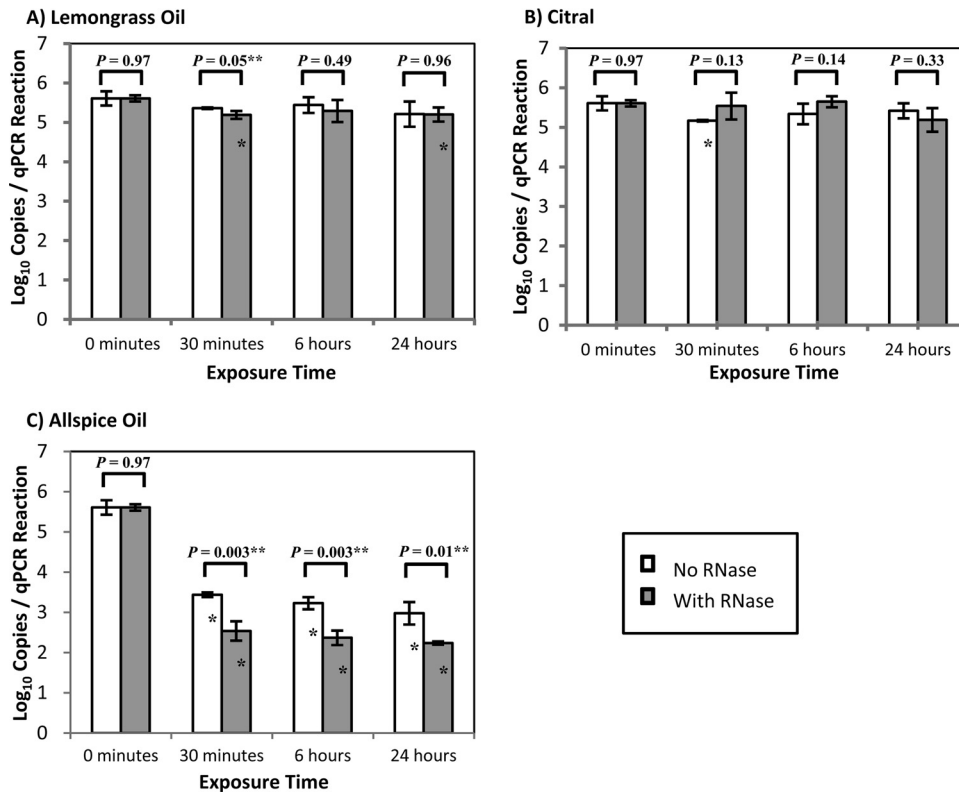 A) Lemongrass Oil
Log10 Copies / qPCR Reaction
7
6
5
4
3
2
1
0
P = 0.97
P = 0.05**
P = 0.49
P = 0.96
*
*
0 minutes
30 minutes
6 hours
24 hours
Exposure Time
B) Citral
Log10 Copies / qPCR Reaction
7
6
5
4
3
2
1
0
P = 0.97
P = 0.13
P = 0.14
P = 0.33
*
0 minutes
30 minutes
6 hours
24 hours
Exposure Time
C) Allspice Oil
Log10 Copies / qPCR Reaction
7
6
5
4
3
2
1
0
P = 0.97
P = 0.003**
P = 0.003**
P = 0.01**
*
*
*
*
*
*
0 minutes
30 minutes
6 hours
24 hours
Exposure Time
No RNase
With RNase